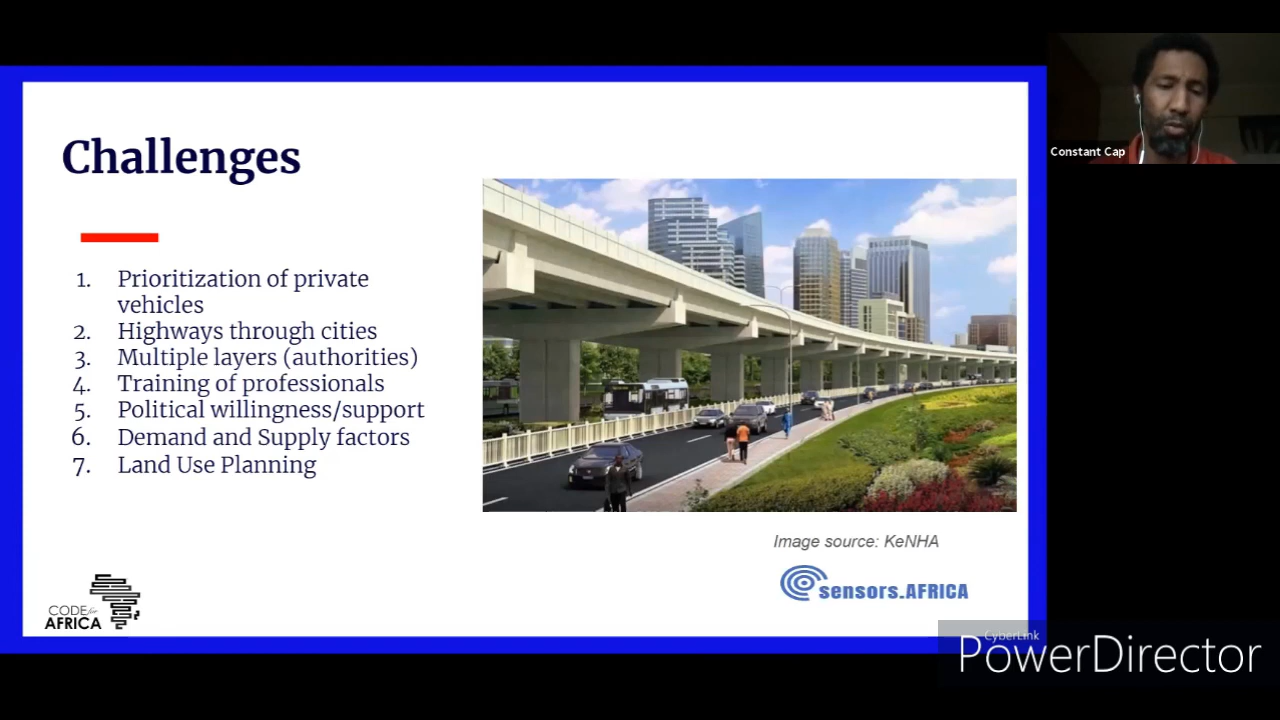 Challenges
1. Prioritization of private
vehicles
2. Highways through cities
3. Multiple layers (authorities)
4. Training of professionals
5. Political willingness/support
6. Demand and Supply factors
7. Land Use Planning
Image source: KeNHA
CODE for
AFRICA
sensors.AFRICA
Constant Cap
CyberLink
PowerDirector